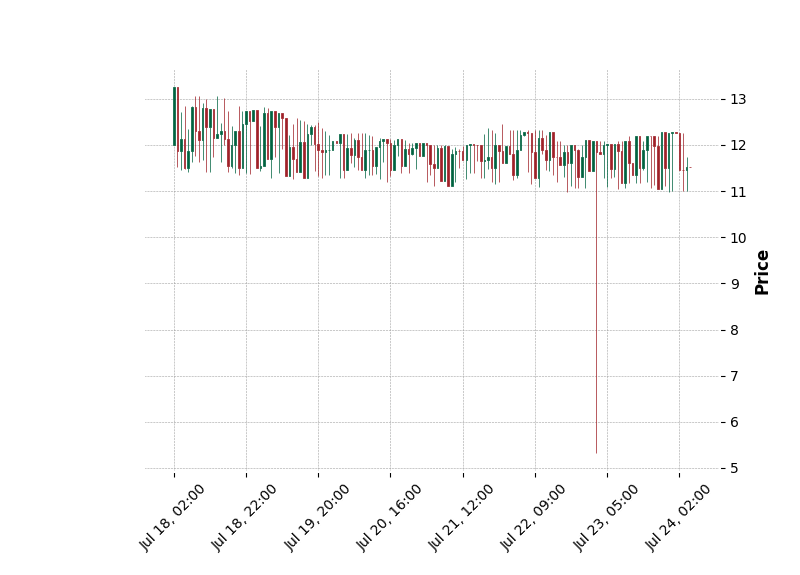 13
12
11
10
9
8
7
6
5
Price
Jul 18, 02:00
Jul 18, 22:00
Jul 19, 20:00
Jul 20, 16:00
Jul 21, 12:00
Jul 22, 09:00
Jul 23, 05:00
Jul 24, 02:00